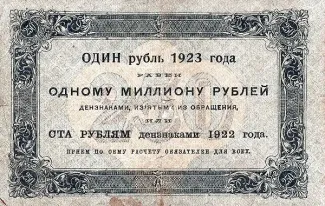 ОДИН рубль 1923 года
РАВЕН
ОДНОМУ МИЛЛИОНУ РУБЛЕЙ
ДЕНЗНАКАМИ, ИЗЪЯТЫМИ ИЗ ОБРАЩЕНИЯ,
ИЛИ
СТА РУБЛЯМ дензнаками 1922 года.
ПРИЕМ ПО СЕМУ РАСЧЕТУ ОБЯЗАТЕЛЕН ДЛЯ ВСЕХ.